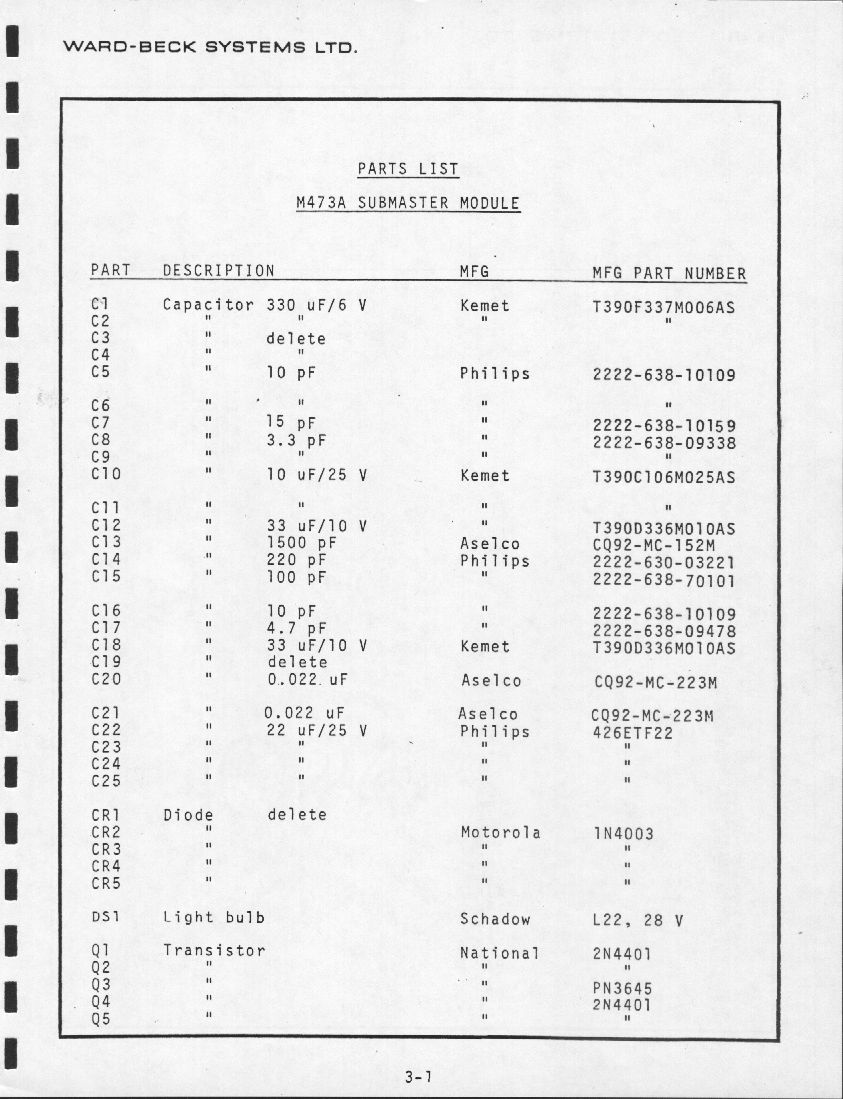 WARD-BECK SYSTEMS LTD.
PARTS LIST
M473A SUBMASTER MODULE
PART DESCRIPTION MFG MFG PART NUMBER
C1 Capacitor 330 uF/6 V Kemet T390F337M006AS
C2 " " " "
C3 " delete
C4 " "
C5 " 10 pF Philips 2222-638-10109
C6 " " " "
C7 " 15 pF " 2222-638-10159
C8 " 3.3 pF " 2222-638-09338
C9 " " " "
C10 " 10 uF/25 V Kemet T390C106M025AS
C11 " " " "
C12 " 33 uF/10 V " T390D336M010AS
C13 " 1500 pF Aselco CQ92-MC-152M
C14 " 220 pF Philips 2222-630-03221
C15 " 100 pF " 2222-638-70101
C16 " 10 pF " 2222-638-10109
C17 " 4.7 pF " 2222-638-09478
C18 " 33 uF/10 V Kemet T390D336M010AS
C19 " delete
C20 " 0.022 uF Aselco CQ92-MC-223M
C21 " 0.022 uF Aselco CQ92-MC-223M
C22 " 22 uF/25 V Philips 426ETF22
C23 " " " "
C24 " " " "
C25 " " " "
CR1 Diode delete
CR2 " Motorola 1N4003
CR3 " " "
CR4 " " "
CR5 " " "
DS1 Light bulb Schadow L22, 28 V
Q1 Transistor National 2N4401
Q2 " " "
Q3 " " PN3645
Q4 " " 2N4401
Q5 " " "
3-1